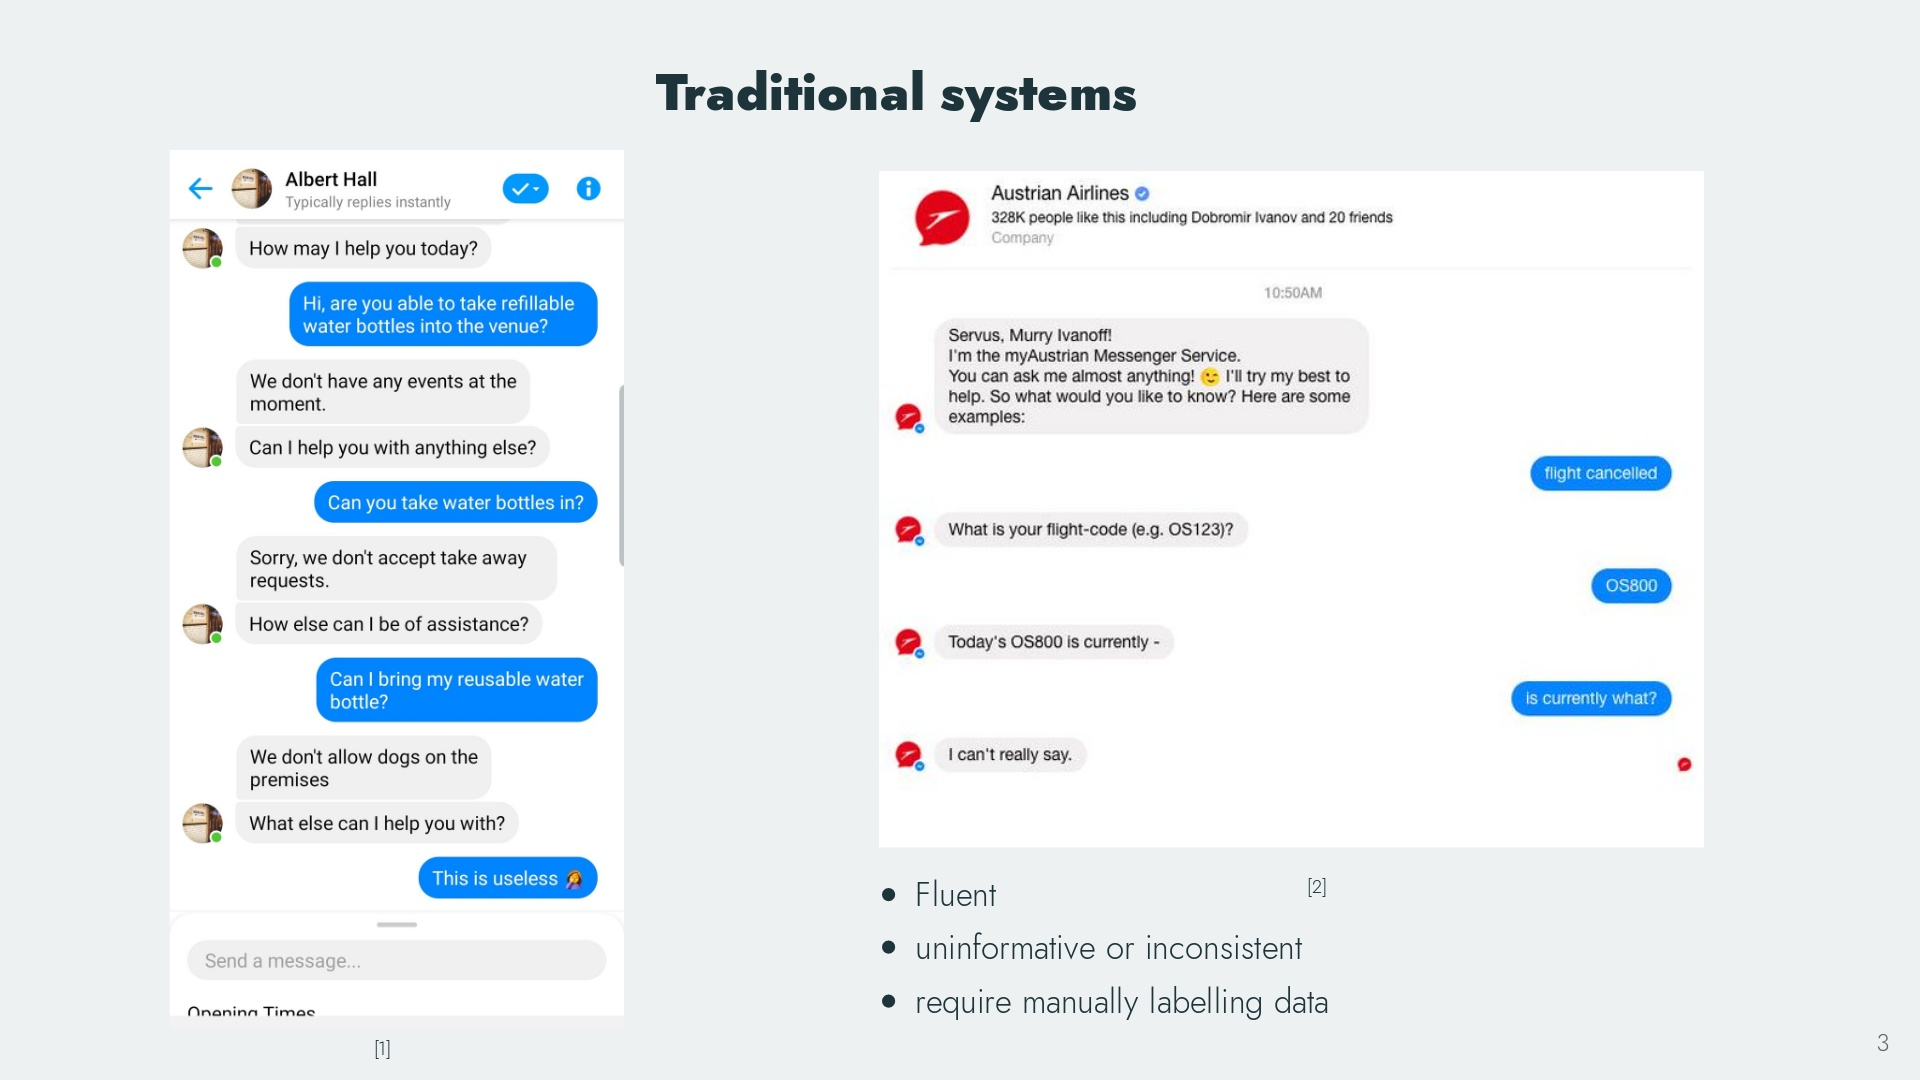 Traditional systems
Albert Hall
Typically replies instantly
How may I help you today?
Hi, are you able to take refillable
water bottles into the venue?
We don't have any events at the
moment.
Can I help you with anything else?
Can you take water bottles in?
Sorry, we don't accept take away
requests.
How else can I be of assistance?
Can I bring my reusable water
bottle?
We don't allow dogs on the
premises
What else can I help you with?
This is useless 🤦‍♀️
Send a message...
Opening Times
[1]
Austrian Airlines
328K people like this including Dobromir Ivanov and 20 friends
Company
10:50AM
Servus, Murry Ivanoff!
I'm the myAustrian Messenger Service.
You can ask me almost anything! 😉 I'll try my best to
help. So what would you like to know? Here are some
examples:
flight cancelled
What is your flight-code (e.g. OS123)?
OS800
Today's OS800 is currently -
is currently what?
I can't really say.
[2]
• Fluent
• uninformative or inconsistent
• require manually labelling data
3